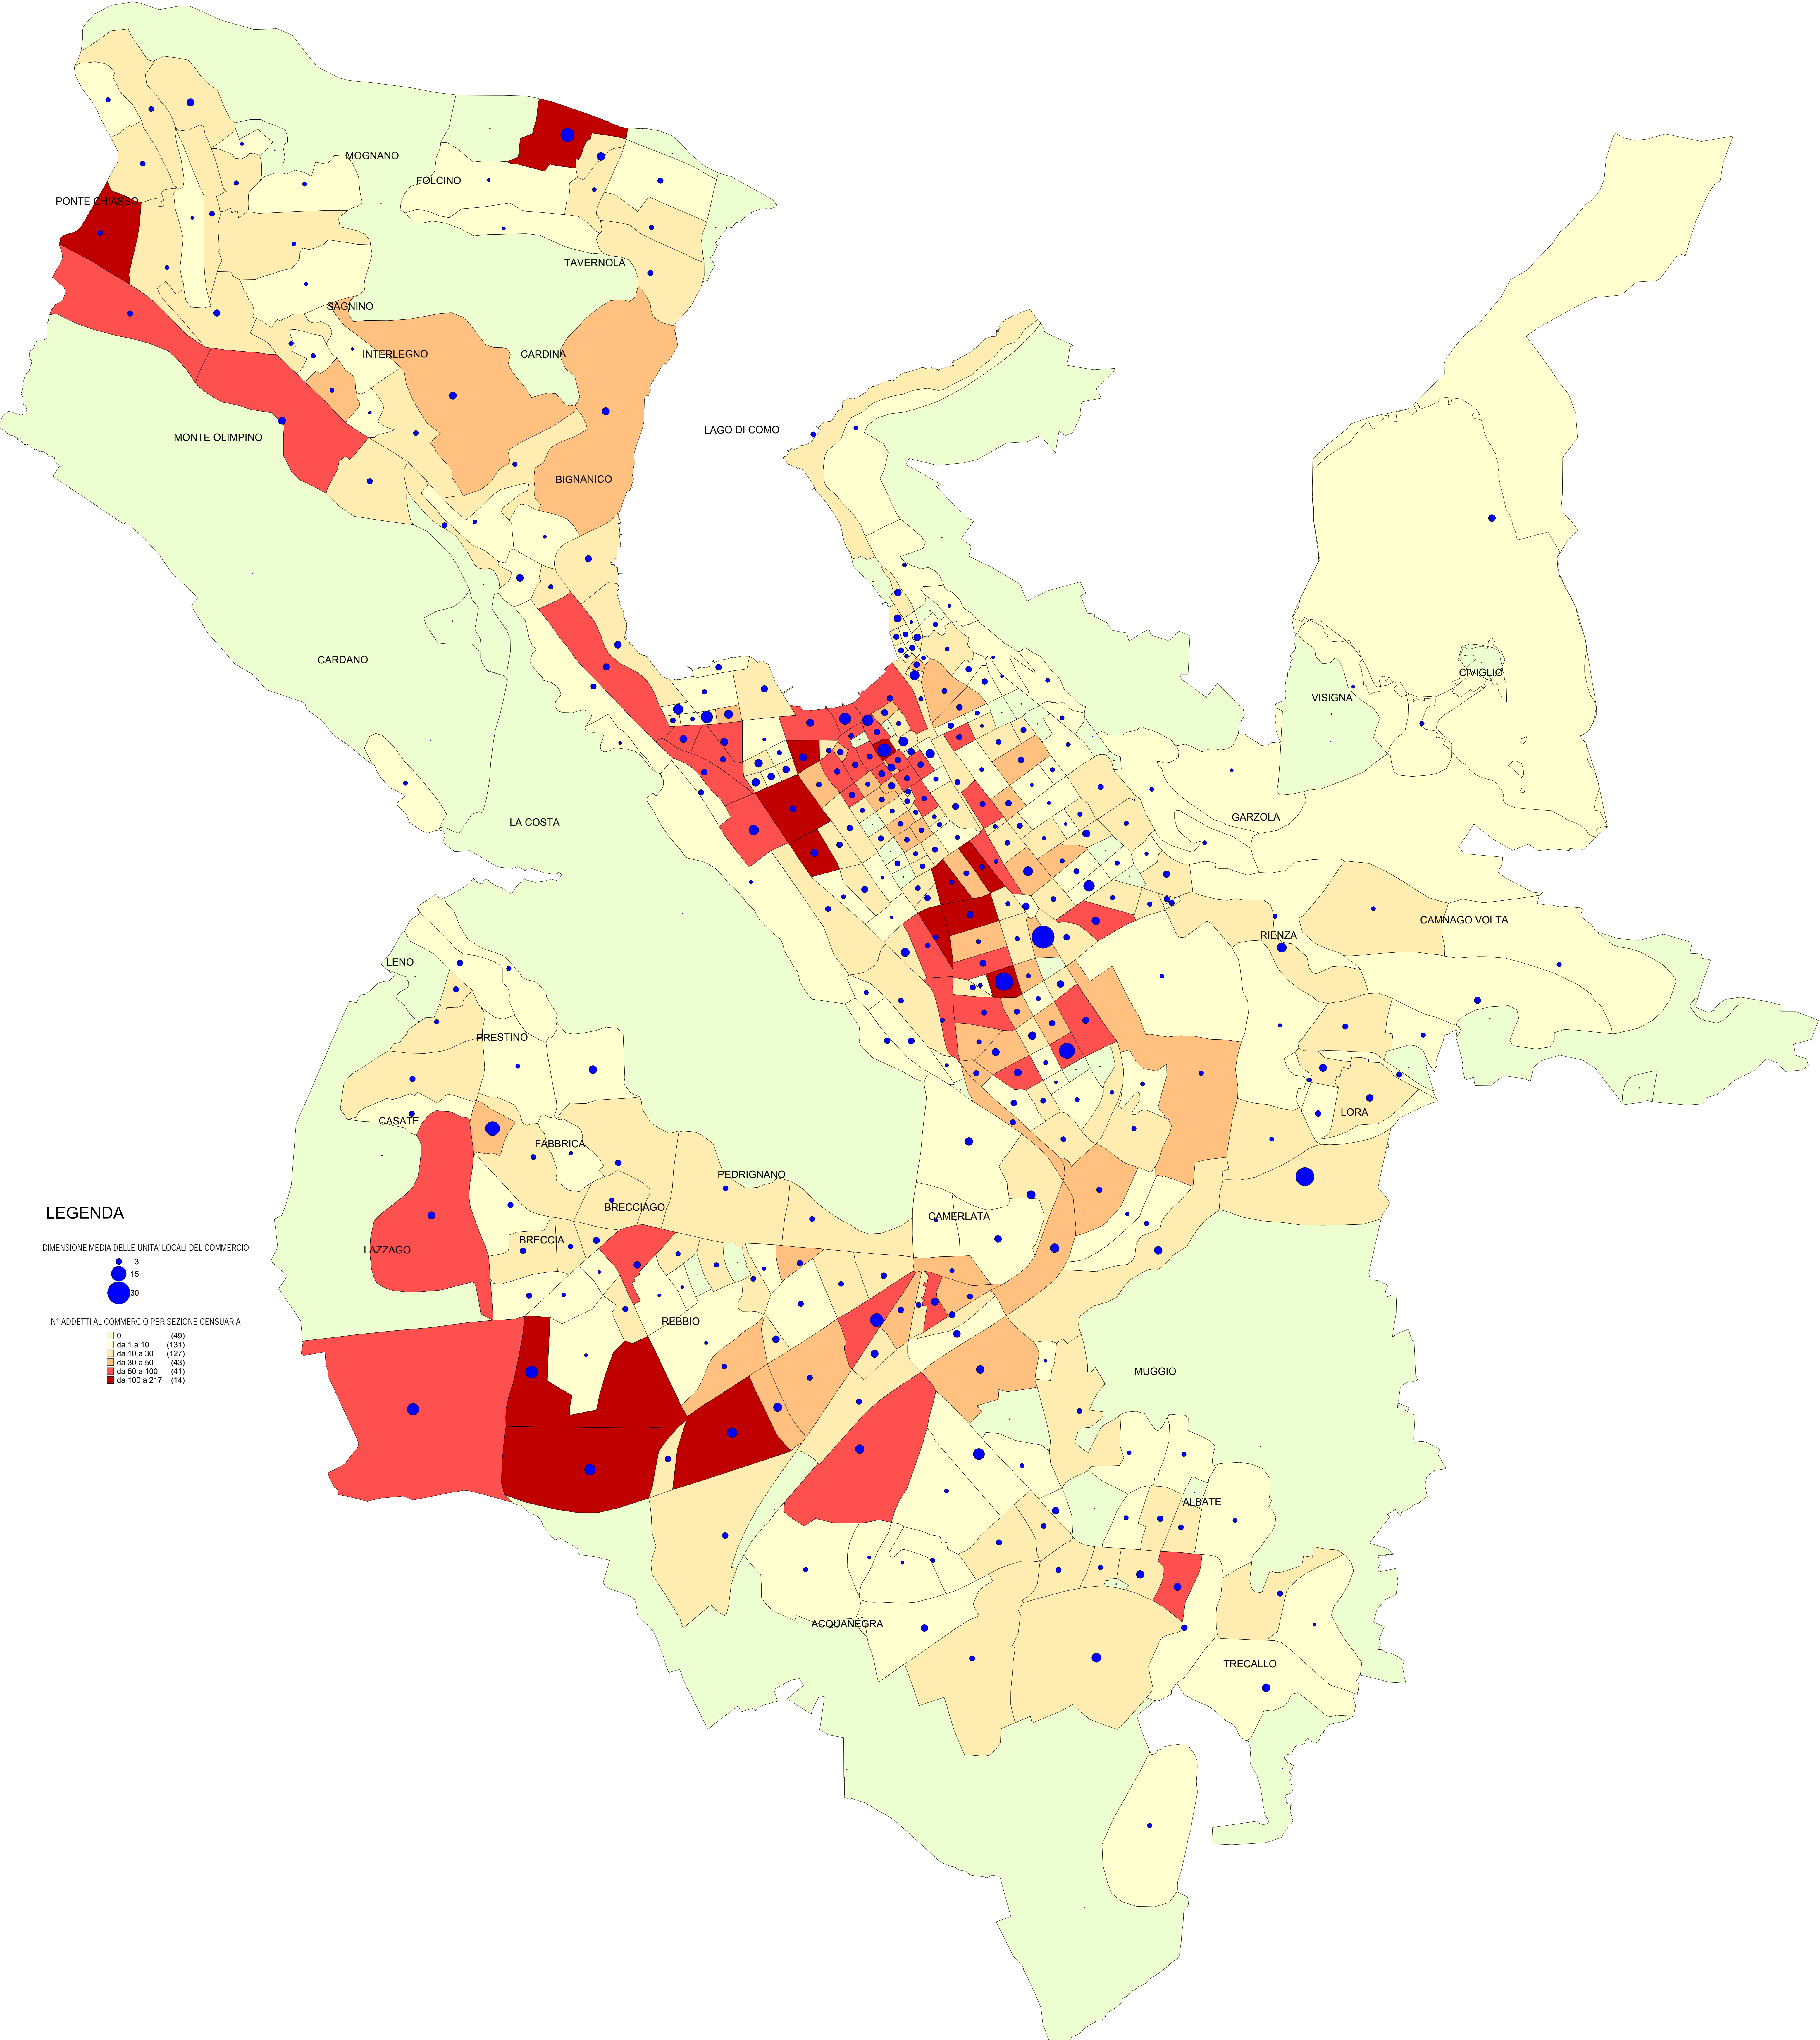 MOGNANO
FOLCINO
PONTE CHIASSO
TAVERNOLA
SAGNINO
INTERLEGNO
CARDINA
LAGO DI COMO
MONTE OLIMPINO
BIGNANICO
CARDANO
CIVIGLIO
VISIGNA
GARZOLA
LA COSTA
CAMNAGO VOLTA
RIENZA
LENO
PRESTINO
LORA
CASATE
FABBRICA
PEDRIGNANO
BRECCIAGO
CAMERLATA
BRECCIA
LAZZAGO
REBBIO
MUGGIO
ALBATE
ACQUANEGRA
TRECALLO
LEGENDA
DIMENSIONE MEDIA DELLE UNITA' LOCALI DEL COMMERCIO
3
15
30
N° ADDETTI AL COMMERCIO PER SEZIONE CENSUARIA
0 (49)
da 1 a 10 (131)
da 10 a 30 (127)
da 30 a 50 (43)
da 50 a 100 (41)
da 100 a 217 (14)